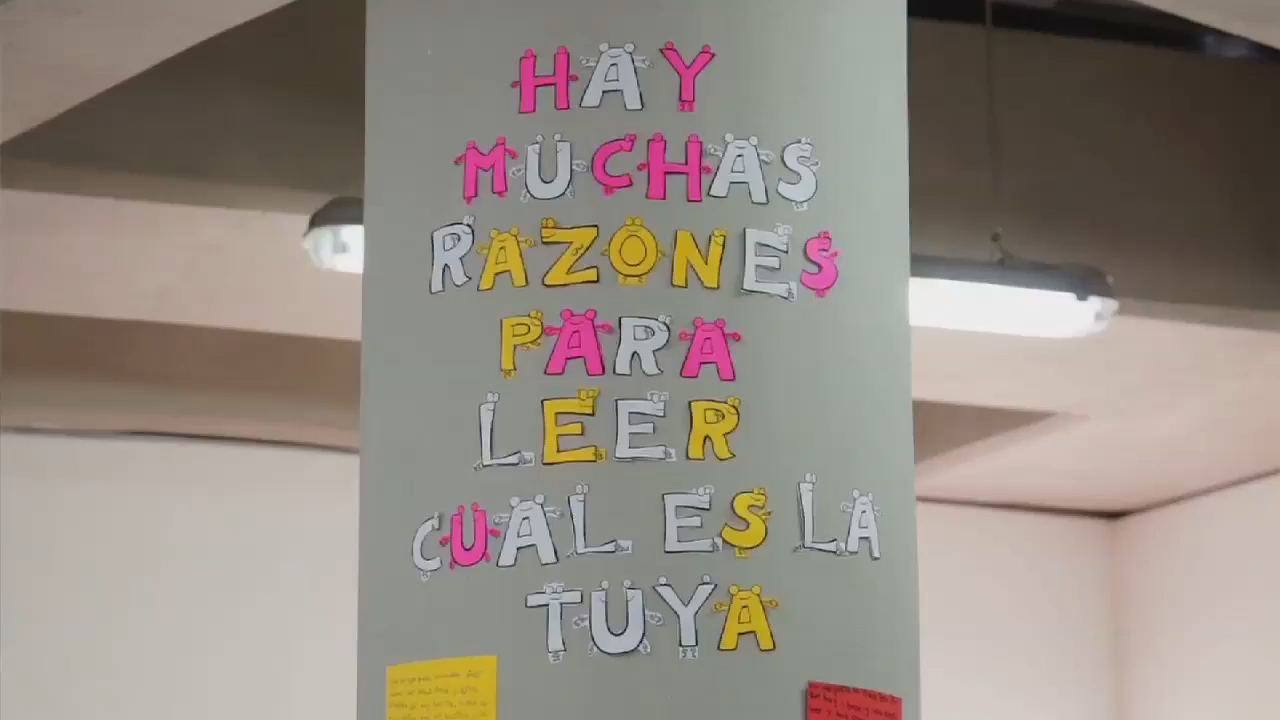 HAY
MUCHAS
RAZONES
PARA
LEER
CUAL ES LA
TUYA